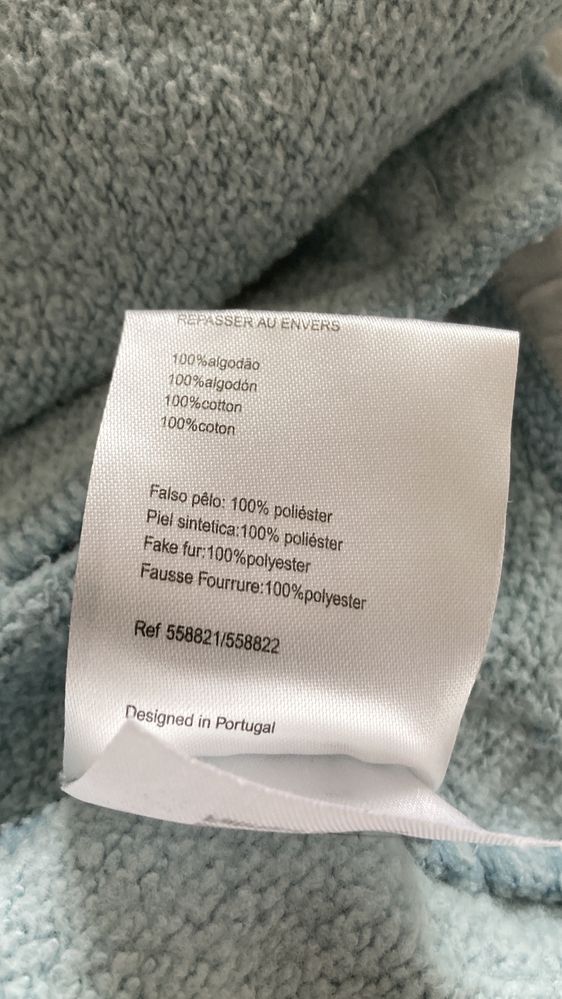 REPASSER AU ENVERS
100%algodão
100%algodón
100%cotton
100%coton
Falso pêlo: 100% poliéster
Piel sintetica:100% poliéster
Fake fur:100%polyester
Fausse Fourrure:100%polyester
Ref 558821/558822
Designed in Portugal